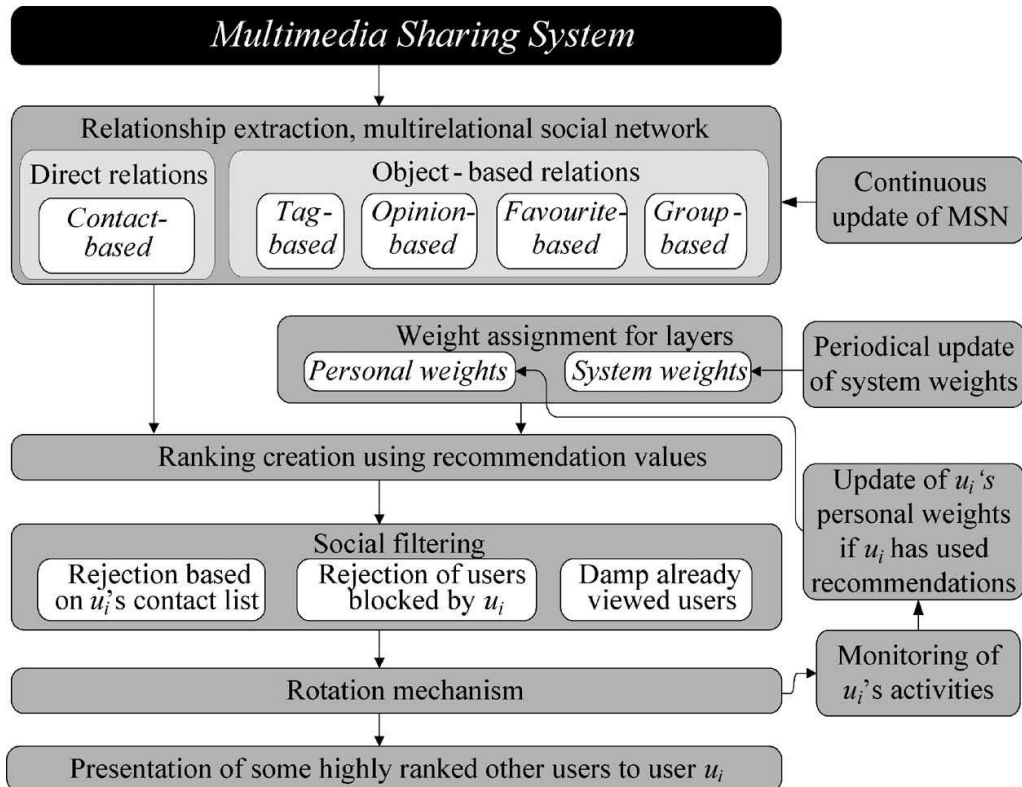 Multimedia Sharing System
Relationship extraction, multirelational social network
Direct relations
Contact-
based
Object - based relations
Tag-
based
Opinion-
based
Favourite-
based
Group-
based
Continuous
update of MSN
Weight assignment for layers
Personal weights
System weights
Periodical update
of system weights
Ranking creation using recommendation values
Update of ui‘s
personal weights
if ui has used
recommendations
Social filtering
Rejection based
on ui’s contact list
Rejection of users
blocked by ui
Damp already
viewed users
Rotation mechanism
Monitoring of
ui’s activities
Presentation of some highly ranked other users to user ui